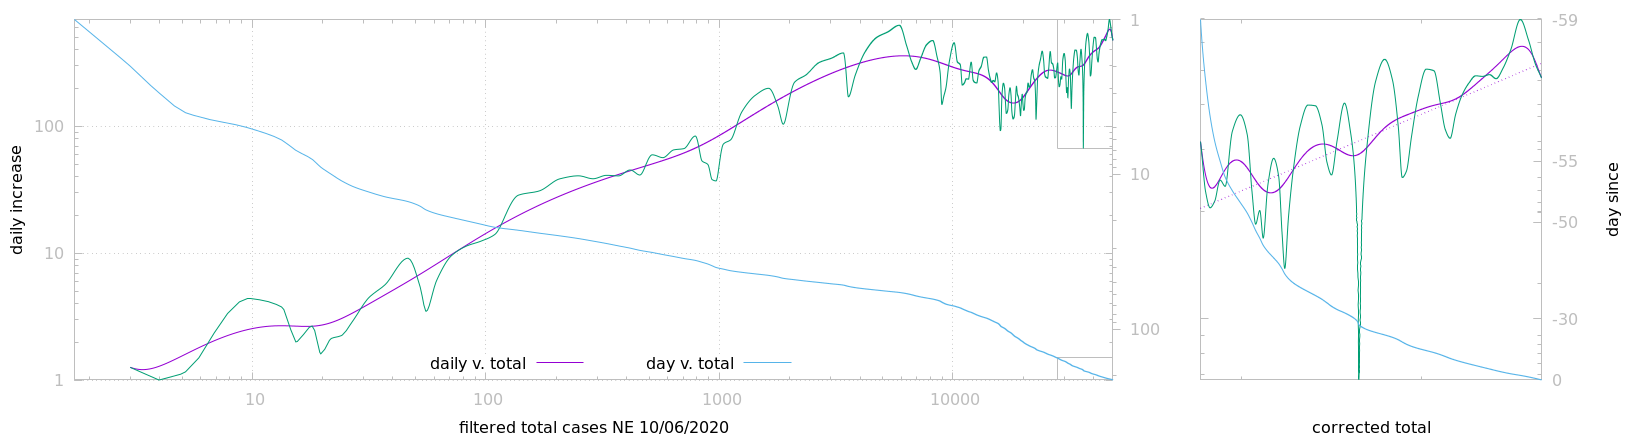 daily increase
100
10
1
10
100
1000
10000
daily v. total
day v. total
filtered total cases NE 10/06/2020
1
10
100
-59
-55
-50
-30
0
day since
corrected total